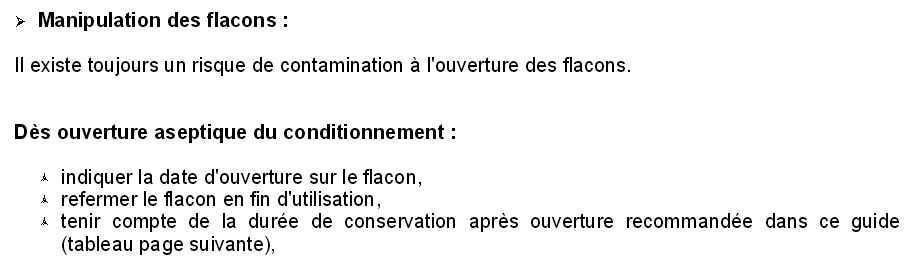 ➢ Manipulation des flacons :
Il existe toujours un risque de contamination à l'ouverture des flacons.
Dès ouverture aseptique du conditionnement :
indiquer la date d'ouverture sur le flacon,
refermer le flacon en fin d'utilisation,
tenir compte de la durée de conservation après ouverture recommandée dans ce guide
(tableau page suivante),